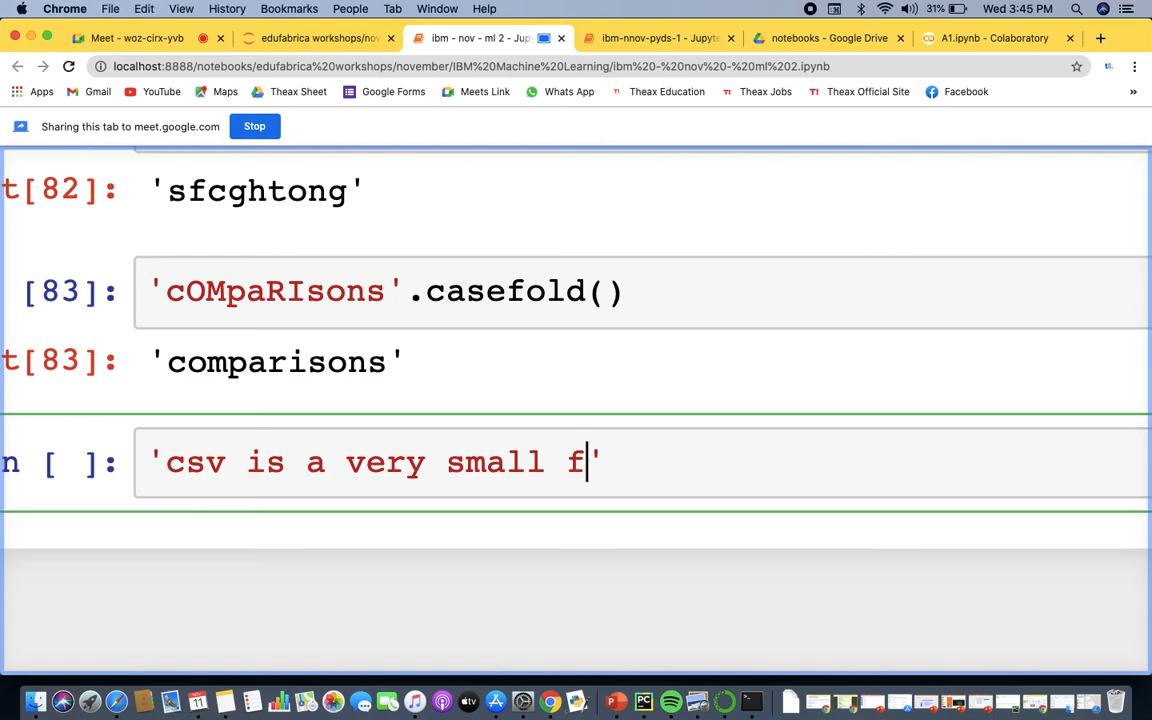 Chrome File Edit View History Bookmarks People Tab Window Help 31% Wed 3:45 PM
Meet - woz-cirx-yvb edufabrica workshops/nov ibm - nov - ml 2 - Jup ibm-nnov-pyds-1 - Jupyte notebooks - Google Drive A1.ipynb - Colaboratory
localhost:8888/notebooks/edufabrica%20workshops/november/IBM%20Machine%20Learning/ibm%20-%20nov%20-%20ml%202.ipynb
Apps Gmail YouTube Maps Theax Sheet Google Forms Meets Link Whats App Theax Education Theax Jobs Theax Official Site Facebook »
Sharing this tab to meet.google.com Stop
t[82]: 'sfcghtong'
[83]: 'cOMpaRIsons'.casefold()
t[83]: 'comparisons'
n [ ]: 'csv is a very small f'